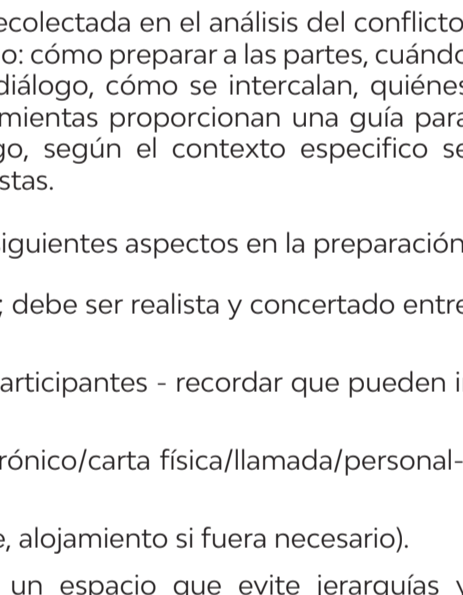 ecolectada en el análisis del conflicto
o: cómo preparar a las partes, cuándo
diálogo, cómo se intercalan, quiénes
mientas proporcionan una guía para
go, según el contexto especifico se
stas.
siguientes aspectos en la preparación
; debe ser realista y concertado entre
articipantes - recordar que pueden i
rónico/carta física/llamada/personal-
e, alojamiento si fuera necesario).
un espacio que evite jerarquías y